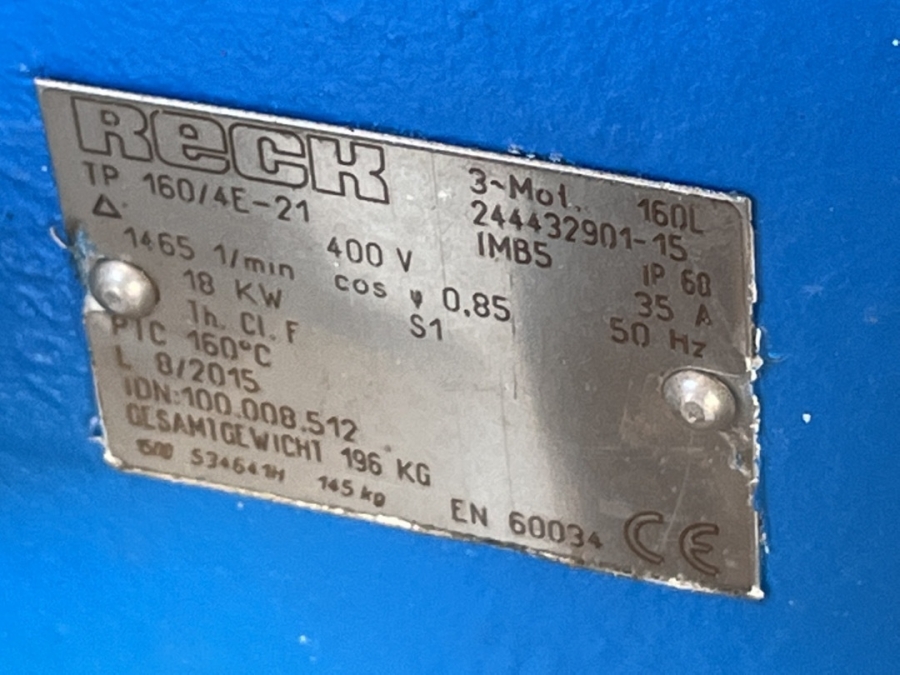 RECK
3~Mot. 160L
TP 160/4E-21 244432901-15
Δ 400 V IMB5 IP 60
1465 1/min cos φ 0.85 35 A
18 KW S1 50 Hz
Th. Cl. F
PTC 160°C
L 8/2015
IDN:100.008.512
GESAMTGEWICHT 196 KG
534641H 145 kg
EN 60034 CE